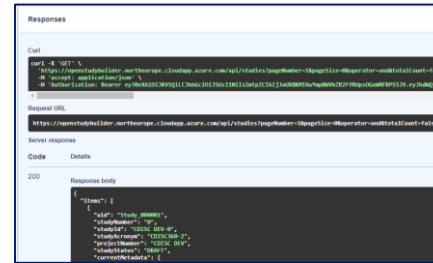 Responses
Curl
curl -X 'GET' \
'https://openstudybuilder.northeurope.cloudapp.azure.com/api/studies?pageNumber=1&pageSize=0&operator=and&totalCount=f
-H 'accept: application/json' \
-H 'Authorization: Bearer
Request URL
https://openstudybuilder.northeurope.cloudapp.azure.com/api/studies?pageNumber=1&pageSize=0&operator=and&totalCount=fals
Server response
Code Details
200
Response body
{
"items": [
{
"uid": "Study_000001",
"studyNumber": "0",
"studyId": "CDISC DEV-0",
"studyAcronym": "CDISC360-2",
"projectNumber": "CDISC DEV",
"studyStatus": "DRAFT",
"currentMetadata": {